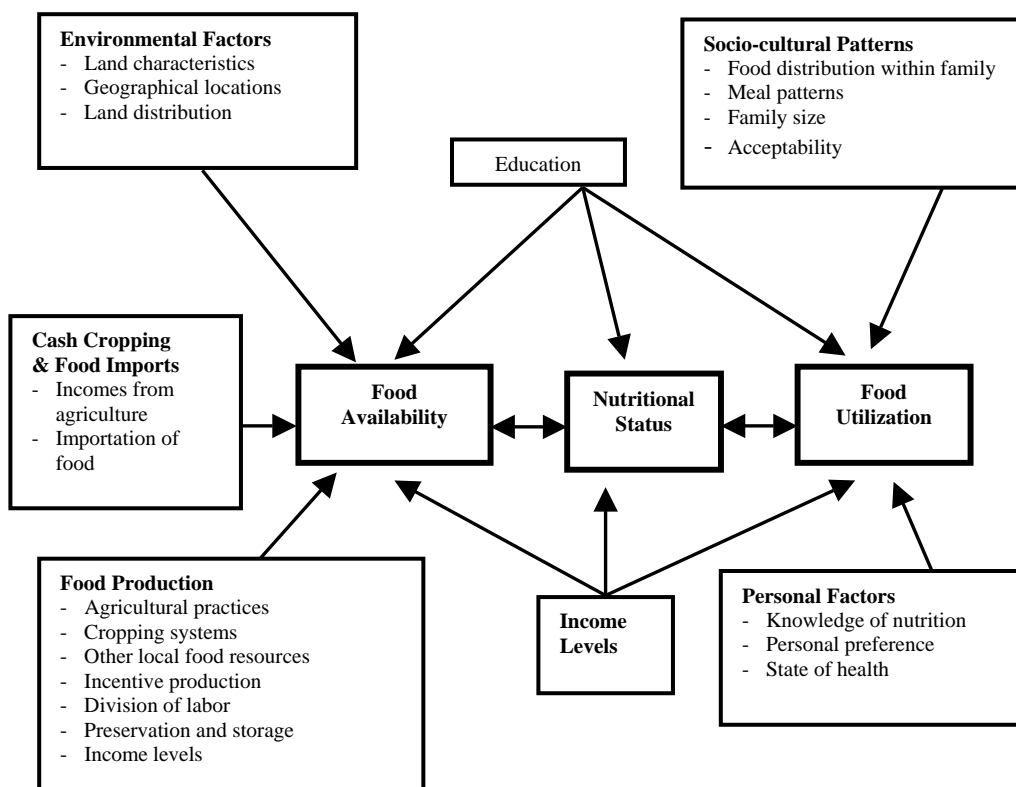 Environmental Factors
- Land characteristics
- Geographical locations
- Land distribution
Socio-cultural Patterns
- Food distribution within family
- Meal patterns
- Family size
- Acceptability
Education
Cash Cropping
& Food Imports
- Incomes from
agriculture
- Importation of
food
Food
Availability
Nutritional
Status
Food
Utilization
Food Production
- Agricultural practices
- Cropping systems
- Other local food resources
- Incentive production
- Division of labor
- Preservation and storage
- Income levels
Income
Levels
Personal Factors
- Knowledge of nutrition
- Personal preference
- State of health